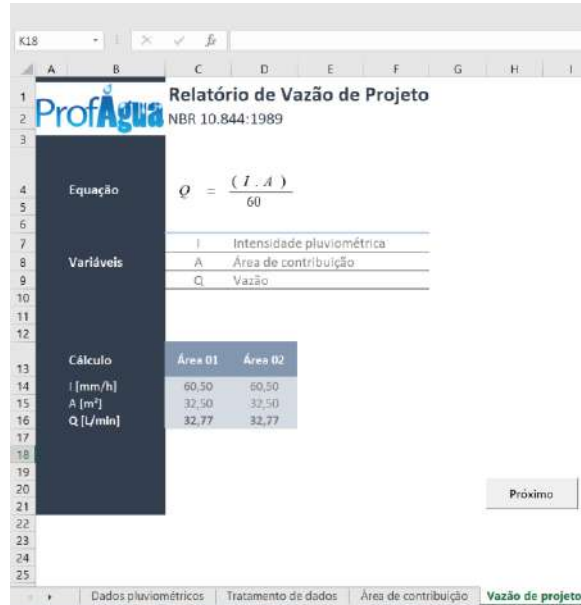 K18
fx
A B C D E F G H I
1 ProfÁgua Relatório de Vazão de Projeto
2 NBR 10.844:1989
3
4 Equação Q = ( I . A ) / 60
5
6
7 I Intensidade pluviométrica
8 Variáveis A Área de contribuição
9 Q Vazão
10
11
12
13 Cálculo Área 01 Área 02
14 I [mm/h] 60,50 60,50
15 A [m²] 32,50 32,50
16 Q [L/min] 32,77 32,77
17
18
19
20 Próximo
21
22
23
24
25
Dados pluviométricos Tratamento de dados Área de contribuição Vazão de projeto